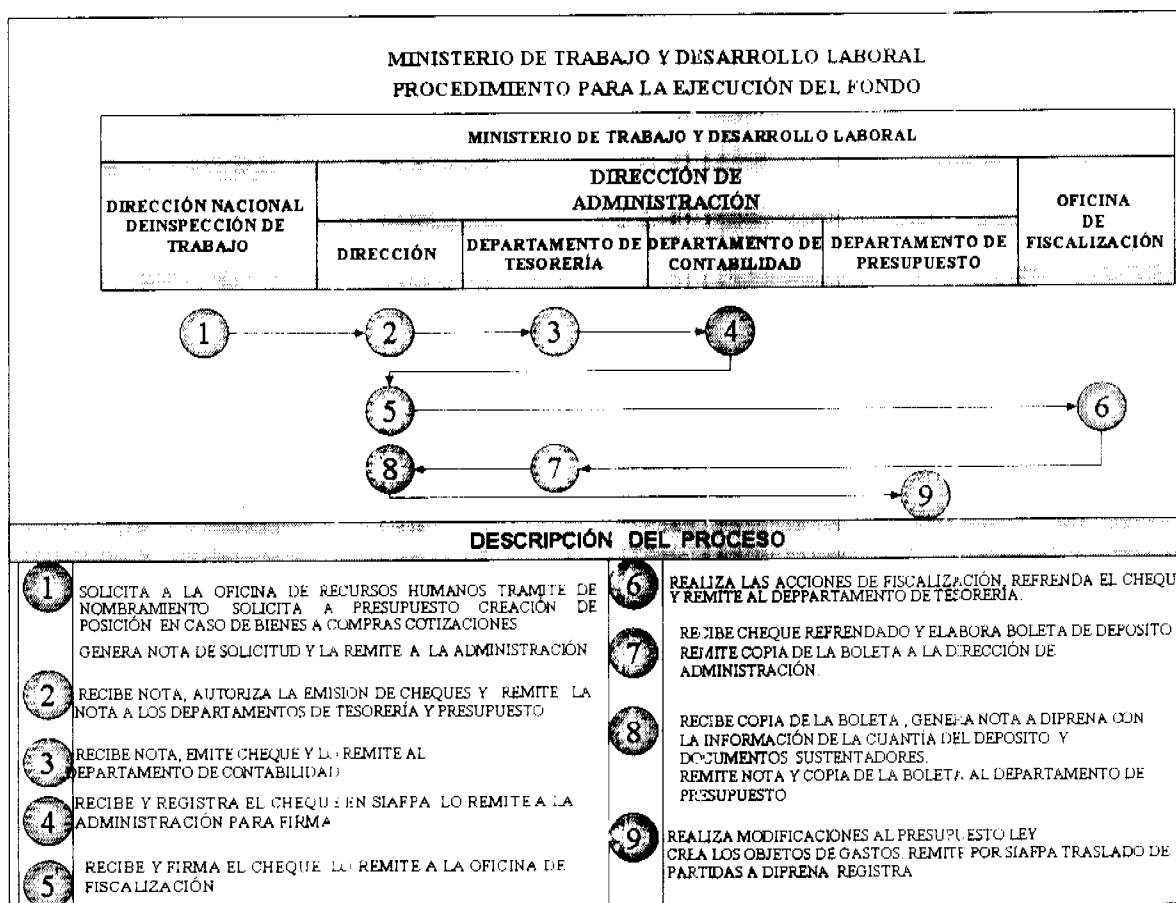 MINISTERIO DE TRABAJO Y DESARROLLO LABORAL
PROCEDIMIENTO PARA LA EJECUCIÓN DEL FONDO
MINISTERIO DE TRABAJO Y DESARROLLO LABORAL
DIRECCIÓN NACIONAL
DEINSPECCIÓN DE
TRABAJO
DIRECCIÓN DE
ADMINISTRACIÓN
DIRECCIÓN
DEPARTAMENTO DE
TESORERÍA
DEPARTAMENTO DE
CONTABILIDAD
DEPARTAMENTO DE
PRESUPUESTO
OFICINA
DE
FISCALIZACIÓN
1
2
3
4
5
6
8
7
9
DESCRIPCIÓN DEL PROCESO
1
SOLICITA A LA OFICINA DE RECURSOS HUMANOS TRAMITE DE
NOMBRAMIENTO SOLICITA A PRESUPUESTO CREACIÓN DE
POSICIÓN EN CASO DE BIENES A COMPRAS COTIZACIONES
GENERA NOTA DE SOLICITUD Y LA REMITE A LA ADMINISTRACIÓN
2
RECIBE NOTA, AUTORIZA LA EMISION DE CHEQUES Y REMITE LA
NOTA A LOS DEPARTAMENTOS DE TESORERÍA Y PRESUPUESTO
3
RECIBE NOTA, EMITE CHEQUE Y LO REMITE AL
DEPARTAMENTO DE CONTABILIDAD
4
RECIBE Y REGISTRA EL CHEQUE EN SIAFPA LO REMITE A LA
ADMINISTRACIÓN PARA FIRMA
5
RECIBE Y FIRMA EL CHEQUE LO REMITE A LA OFICINA DE
FISCALIZACIÓN
6
REALIZA LAS ACCIONES DE FISCALIZACIÓN, REFRENDA EL CHEQUE
Y REMITE AL DEPPARTAMENTO DE TESORERÍA.
7
RECIBE CHEQUE REFRENDADO Y ELABORA BOLETA DE DEPOSITO
REMITE COPIA DE LA BOLETA A LA DIRECCIÓN DE
ADMINISTRACIÓN.
8
RECIBE COPIA DE LA BOLETA , GENERA NOTA A DIPRENA CON
LA INFORMACIÓN DE LA CUANTÍA DEL DEPOSITO Y
DOCUMENTOS SUSTENTADORES.
REMITE NOTA Y COPIA DE LA BOLETA AL DEPARTAMENTO DE
PRESUPUESTO
9
REALIZA MODIFICACIONES AL PRESUPUESTO LEY
CREA LOS OBJETOS DE GASTOS. REMITE POR SIAFPA TRASLADO DE
PARTIDAS A DIPRENA REGISTRA